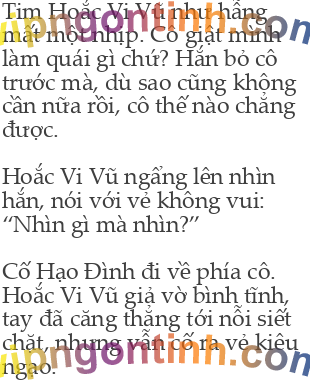 Tim Hoắc Vi Vũ như hẫng
mất một nhịp. Cô giật mình
làm quái gì chứ? Hắn bỏ cô
trước mà, dù sao cũng không
cần nữa rồi, cô thế nào chẳng
được.
Hoắc Vi Vũ ngẩng lên nhìn
hắn, nói với vẻ không vui:
“Nhìn gì mà nhìn?”
Cố Hạo Đình đi về phía cô.
Hoắc Vi Vũ giả vờ bình tĩnh,
tay đã căng thẳng tới nỗi siết
chặt, nhưng vẫn cố ra vẻ kiêu
ngạo.